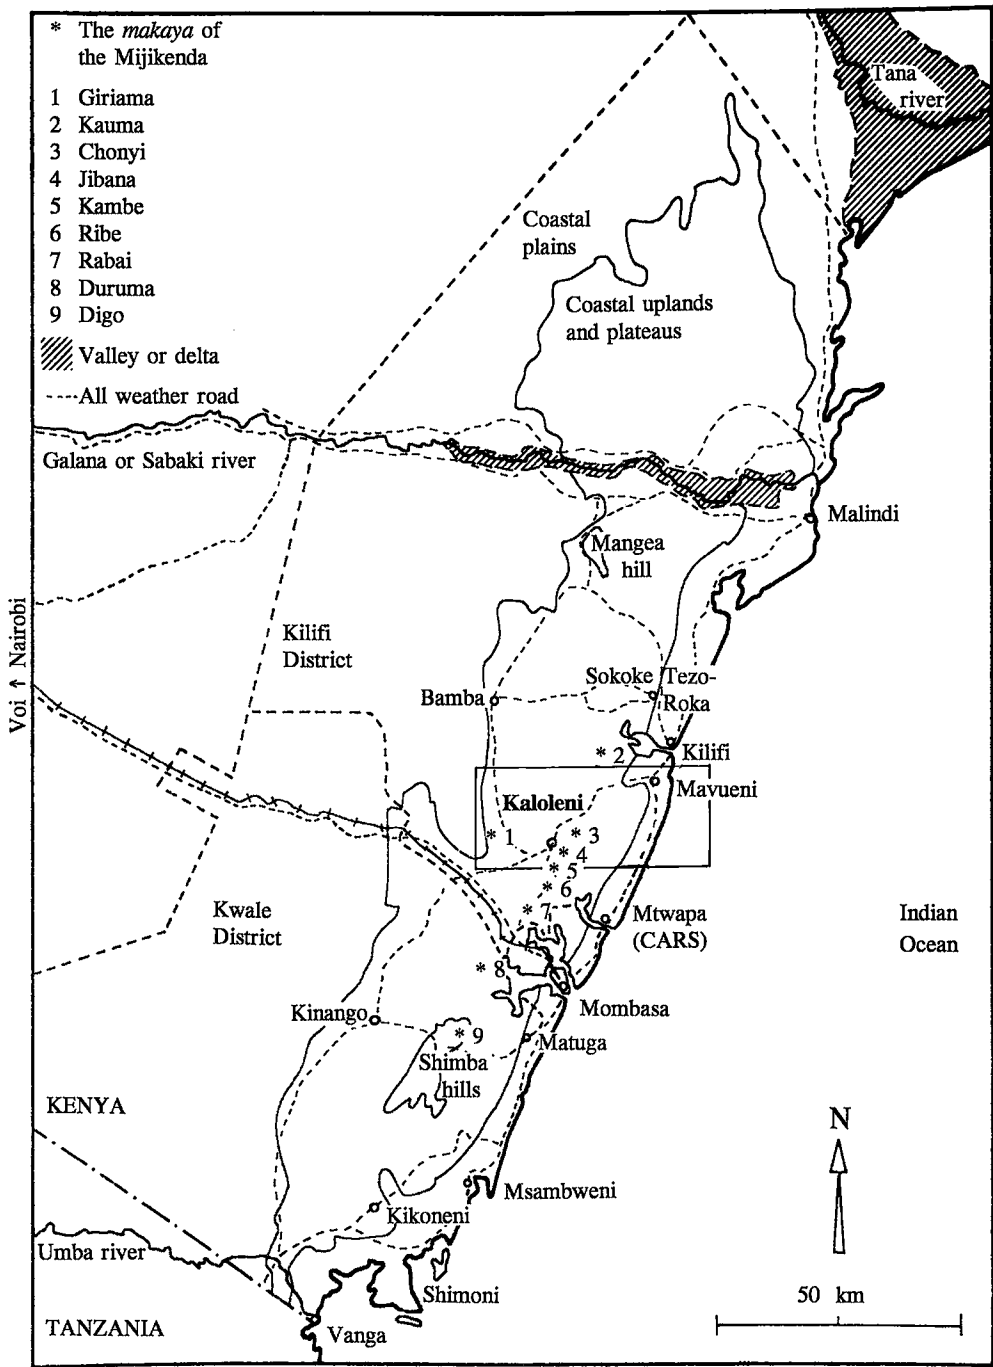 * The makaya of
the Mijikenda
1 Giriama
2 Kauma
3 Chonyi
4 Jibana
5 Kambe
6 Ribe
7 Rabai
8 Duruma
9 Digo
Valley or delta
All weather road
Tana
river
Coastal
plains
Coastal uplands
and plateaus
Galana or Sabaki river
Malindi
Mangea
hill
Voi ↑ Nairobi
Kilifi
District
Sokoke
Tezo-
Roka
Bamba
Kilifi
* 2
Mavueni
Kaloleni
* 1
* 3
* 4
* 5
* 6
* 7
Kwale
District
Mtwapa
(CARS)
Indian
Ocean
* 8
Mombasa
Kinango
* 9
Matuga
Shimba
hills
KENYA
N
Msambweni
Kikoneni
Umba river
Shimoni
50 km
Vanga
TANZANIA